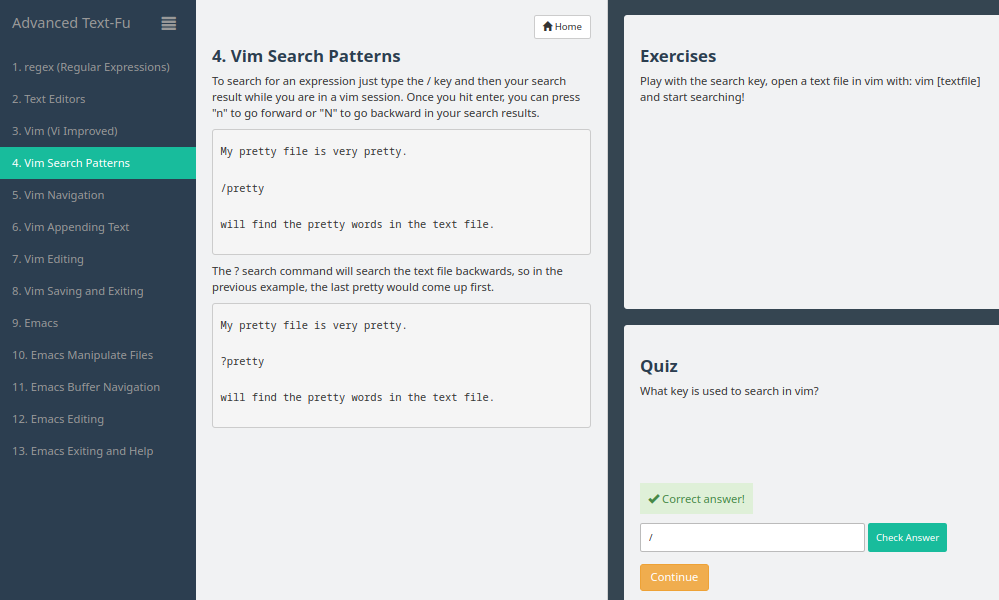 Advanced Text-Fu
1. regex (Regular Expressions)
2. Text Editors
3. Vim (Vi Improved)
4. Vim Search Patterns
5. Vim Navigation
6. Vim Appending Text
7. Vim Editing
8. Vim Saving and Exiting
9. Emacs
10. Emacs Manipulate Files
11. Emacs Buffer Navigation
12. Emacs Editing
13. Emacs Exiting and Help
Home
4. Vim Search Patterns
To search for an expression just type the / key and then your search
result while you are in a vim session. Once you hit enter, you can press
"n" to go forward or "N" to go backward in your search results.
My pretty file is very pretty.
/pretty
will find the pretty words in the text file.
The ? search command will search the text file backwards, so in the
previous example, the last pretty would come up first.
My pretty file is very pretty.
?pretty
will find the pretty words in the text file.
Exercises
Play with the search key, open a text file in vim with: vim [textfile]
and start searching!
Quiz
What key is used to search in vim?
Correct answer!
/
Check Answer
Continue